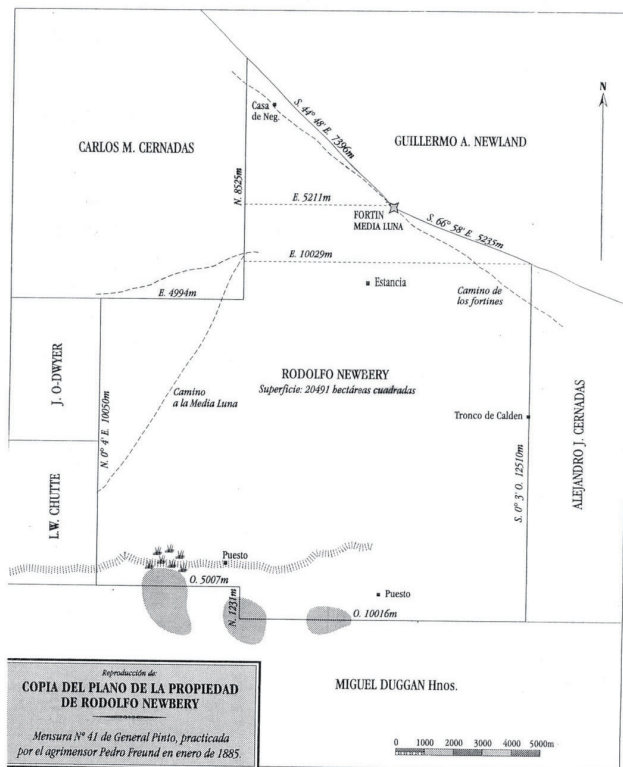 N
Casa
de Neg.
S. 44° 48' E. 7396m
CARLOS M. CERNADAS
GUILLERMO A. NEWLAND
N. 8525m
E. 5211m
FORTIN
MEDIA LUNA
S. 66° 58' E. 5235m
E. 10029m
Estancia
Camino de
los fortines
E. 4994m
J. O-DWYER
RODOLFO NEWBERY
Superficie: 20491 hectáreas cuadradas
Camino
a la Media Luna
N. 0° 4' E. 10050m
Tronco de Calden
ALEJANDRO J. CERNADAS
S. 0° 3' O. 12510m
L.W. CHUTTE
Puesto
O. 5007m
N. 1231m
Puesto
O. 10016m
Reproducción de:
COPIA DEL PLANO DE LA PROPIEDAD
DE RODOLFO NEWBERY
Mensura Nº 41 de General Pinto, practicada
por el agrimensor Pedro Freund en enero de 1885.
MIGUEL DUGGAN Hnos.
0 1000 2000 3000 4000 5000m